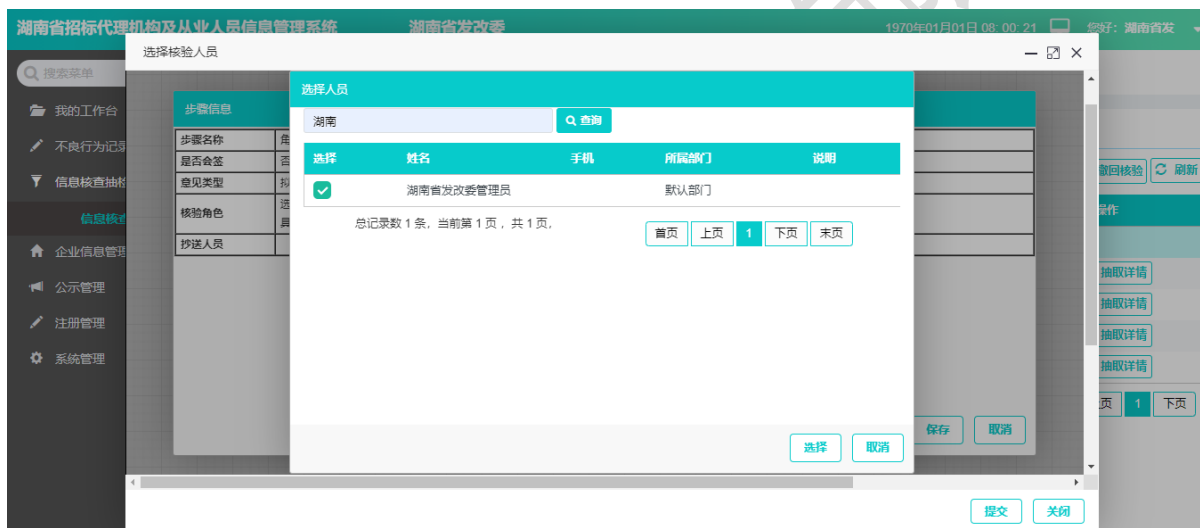 湖南省招标代理机构及从业人员信息管理系统 湖南省发改委 1970年01月01日 08:00:21 您好：湖南省发
选择核验人员
搜索菜单
我的工作台
不良行为记录
信息核查抽检
信息核查
企业信息管理
公示管理
注册管理
系统管理
步骤信息
步骤名称
是否会签 否
意见类型 拟
核验角色 选
抄送人员
选择人员
湖南 查询
选择 姓名 手机 所属部门 说明
湖南省发改委管理员 默认部门
总记录数 1 条, 当前第 1 页 , 共 1 页,
首页 上页 1 下页 末页
选择 取消
保存 取消
提交 关闭
撤回核验 刷新
操作
抽取详情
抽取详情
抽取详情
抽取详情
页 1 下页